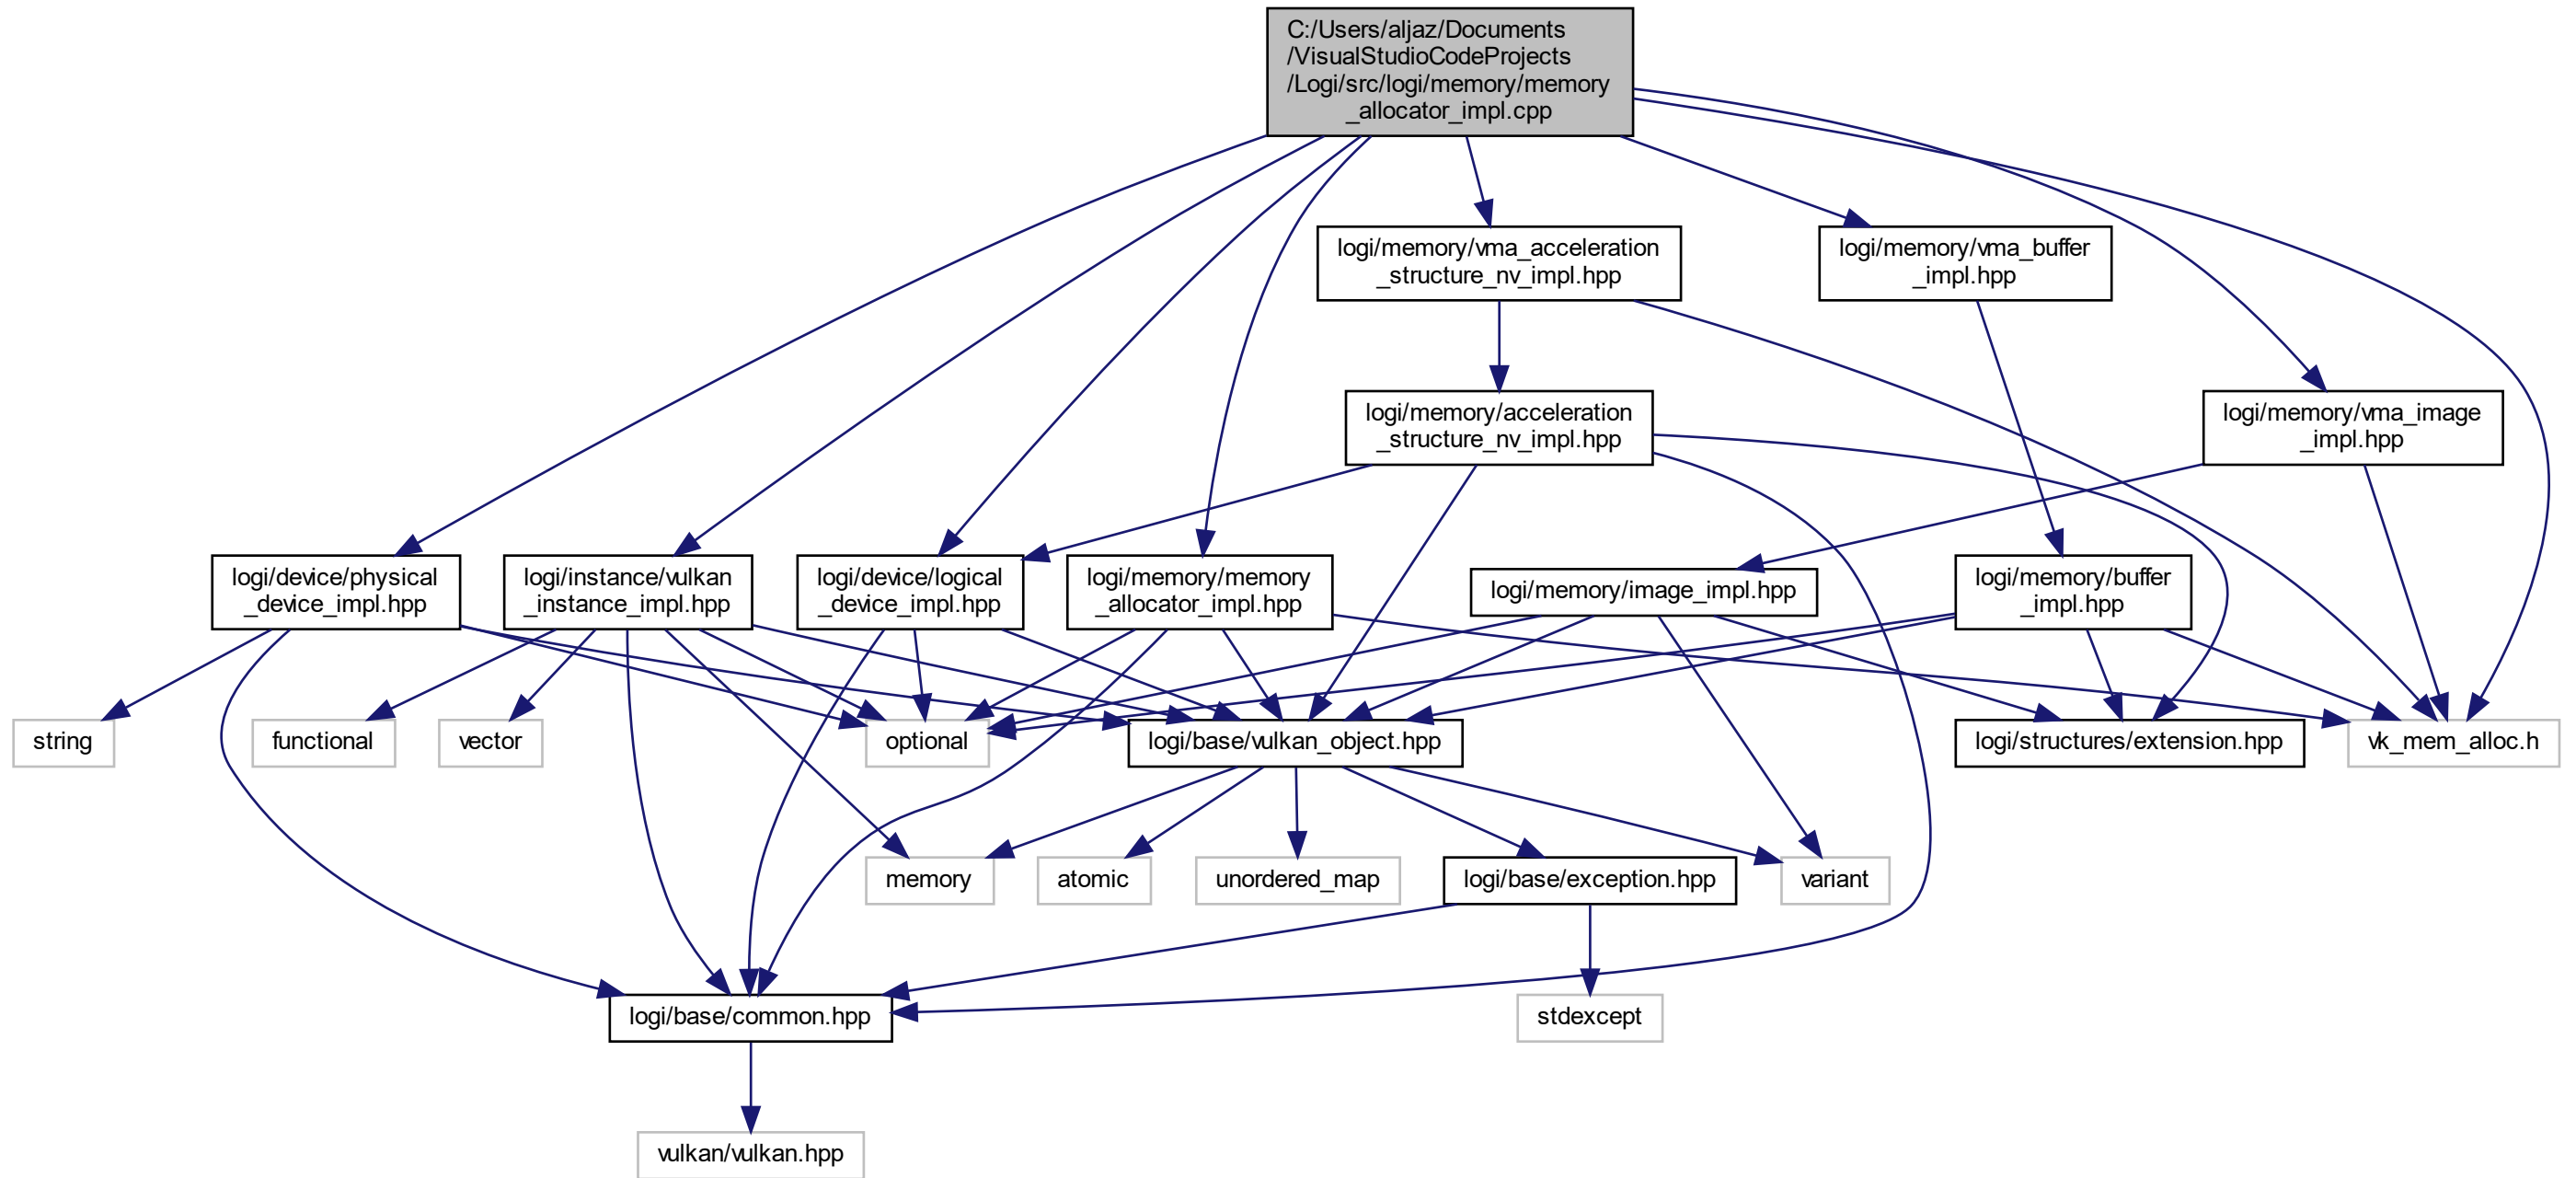 C:/Users/aljaz/Documents
/VisualStudioCodeProjects
/Logi/src/logi/memory/memory
_allocator_impl.cpp
logi/memory/vma_acceleration
_structure_nv_impl.hpp
logi/memory/vma_buffer
_impl.hpp
logi/memory/acceleration
_structure_nv_impl.hpp
logi/memory/vma_image
_impl.hpp
logi/device/physical
_device_impl.hpp
logi/instance/vulkan
_instance_impl.hpp
logi/device/logical
_device_impl.hpp
logi/memory/memory
_allocator_impl.hpp
logi/memory/image_impl.hpp
logi/memory/buffer
_impl.hpp
string
functional
vector
optional
logi/base/vulkan_object.hpp
logi/structures/extension.hpp
vk_mem_alloc.h
memory
atomic
unordered_map
logi/base/exception.hpp
variant
logi/base/common.hpp
stdexcept
vulkan/vulkan.hpp